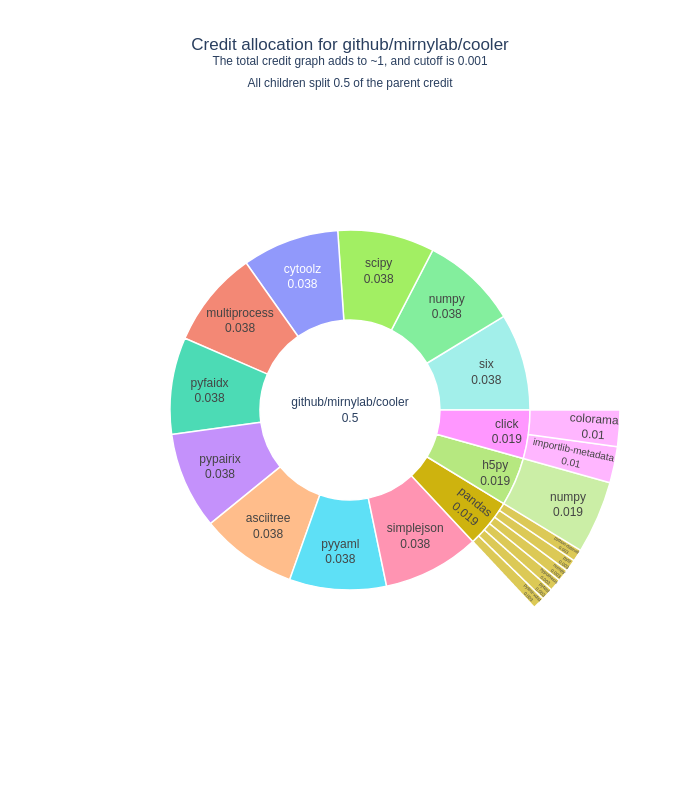 Credit allocation for github/mirnylab/cooler
The total credit graph adds to ~1, and cutoff is 0.001
All children split 0.5 of the parent credit
github/mirnylab/cooler
0.5
six
0.038
numpy
0.038
scipy
0.038
cytoolz
0.038
multiprocess
0.038
pyfaidx
0.038
pypairix
0.038
asciitree
0.038
pyyaml
0.038
simplejson
0.038
pandas
0.019
h5py
0.019
click
0.019
colorama
0.01
importlib-metadata
0.01
numpy
0.019